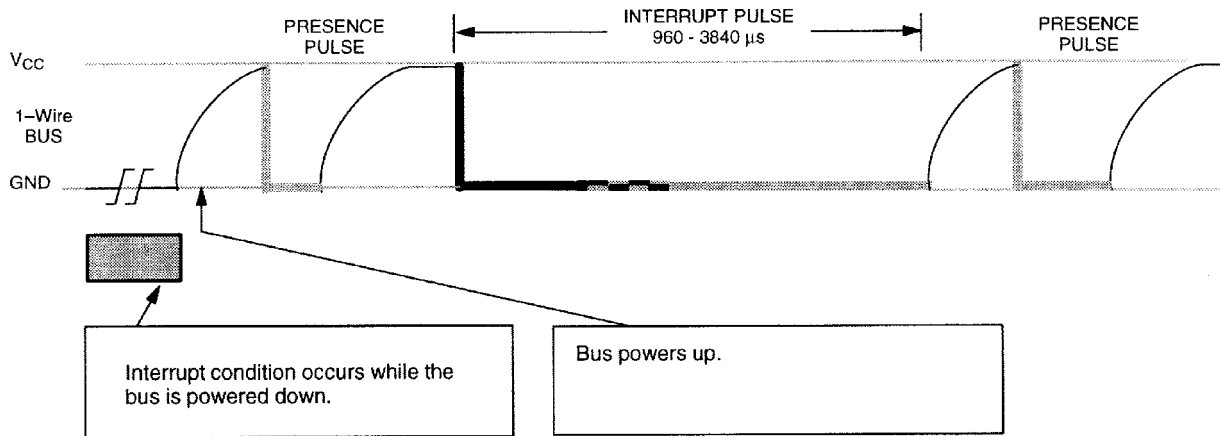 PRESENCE
PULSE
INTERRUPT PULSE
960 - 3840 µs
PRESENCE
PULSE
VCC
1–Wire
BUS
GND
Interrupt condition occurs while the
bus is powered down.
Bus powers up.